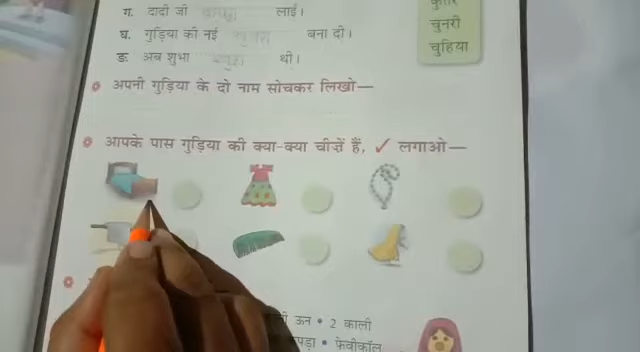 ग. दादी जी लाईं।
घ. गुड़िया की नई बना दी।
ङ. अब शुभा थी।
चुनरी
चुहिया
अपनी गुड़िया के दो नाम सोचकर लिखो—
आपके पास गुड़िया की क्या-क्या चीज़ें हैं, ✓ लगाओ—
ऊन • 2 काली
• फ़ेवीकॉल